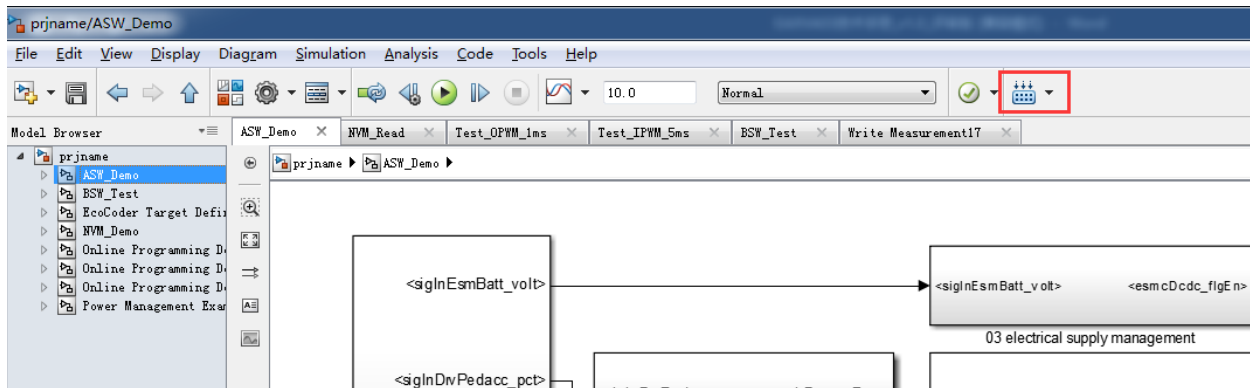 prjname/ASW_Demo
File Edit View Display Diagram Simulation Analysis Code Tools Help
10.0 Normal
Model Browser ASW_Demo NVM_Read Test_OPWM_1ms Test_IPWM_5ms BSW_Test Write Measurement17
prjname
ASW_Demo
BSW_Test
EcoCoder Target Defi
NVM_Demo
Online Programming D
Online Programming D
Online Programming D
Power Management Exa
prjname ASW_Demo
<sigInEsmBatt_volt>
<sigInEsmBatt_volt> <esmcDcdc_flgEn>
03 electrical supply management
<sigInDrvPedacc_pct>